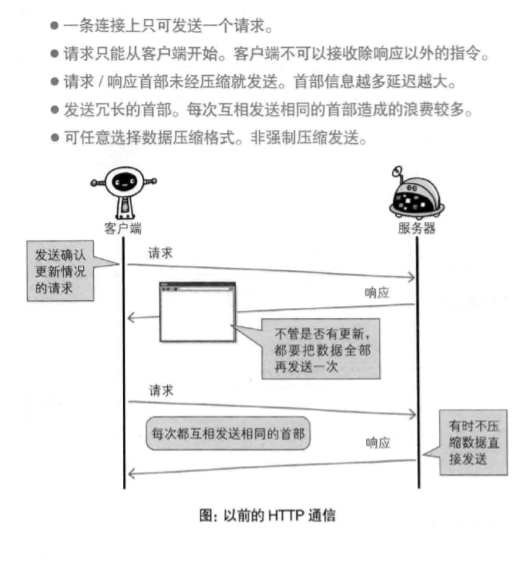 ● 一条连接上只可发送一个请求。
● 请求只能从客户端开始。客户端不可以接收除响应以外的指令。
● 请求 / 响应首部未经压缩就发送。首部信息越多延迟越大。
● 发送冗长的首部。每次互相发送相同的首部造成的浪费较多。
● 可任意选择数据压缩格式。非强制压缩发送。
客户端
服务器
发送确认
更新情况
的请求
请求
响应
不管是否有更新，
都要把数据全部
再发送一次
请求
每次都互相发送相同的首部
响应
有时不压
缩数据直
接发送
图：以前的 HTTP 通信